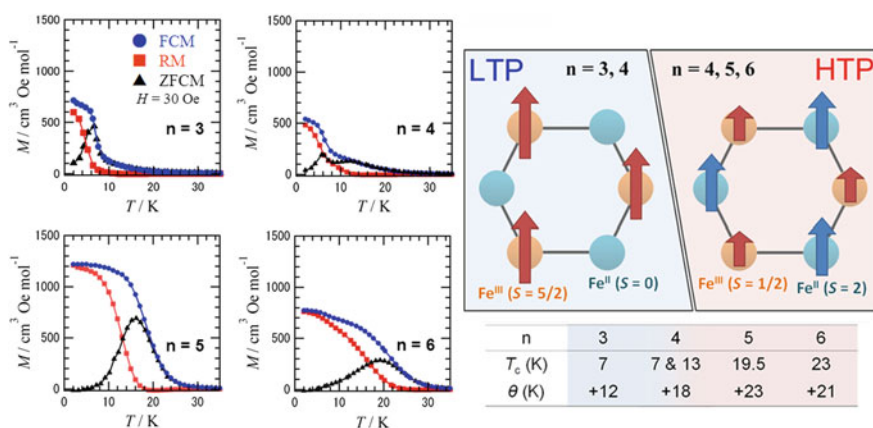 1500
1000
500
0
M / cm³ Oe mol⁻¹
FCM
RM
ZFCM
H = 30 Oe
n = 3
0 10 20 30
T / K
1500
1000
500
0
M / cm³ Oe mol⁻¹
n = 4
0 10 20 30
T / K
1500
1000
500
0
M / cm³ Oe mol⁻¹
n = 5
0 10 20 30
T / K
1500
1000
500
0
M / cm³ Oe mol⁻¹
n = 6
0 10 20 30
T / K
LTP n = 3, 4
n = 4, 5, 6 HTP
Feᴵᴵᴵ (S = 5/2) Feᴵᴵ (S = 0)
Feᴵᴵᴵ (S = 1/2) Feᴵᴵ (S = 2)
n 3 4 5 6
Tc (K) 7 7 & 13 19.5 23
θ (K) +12 +18 +23 +21